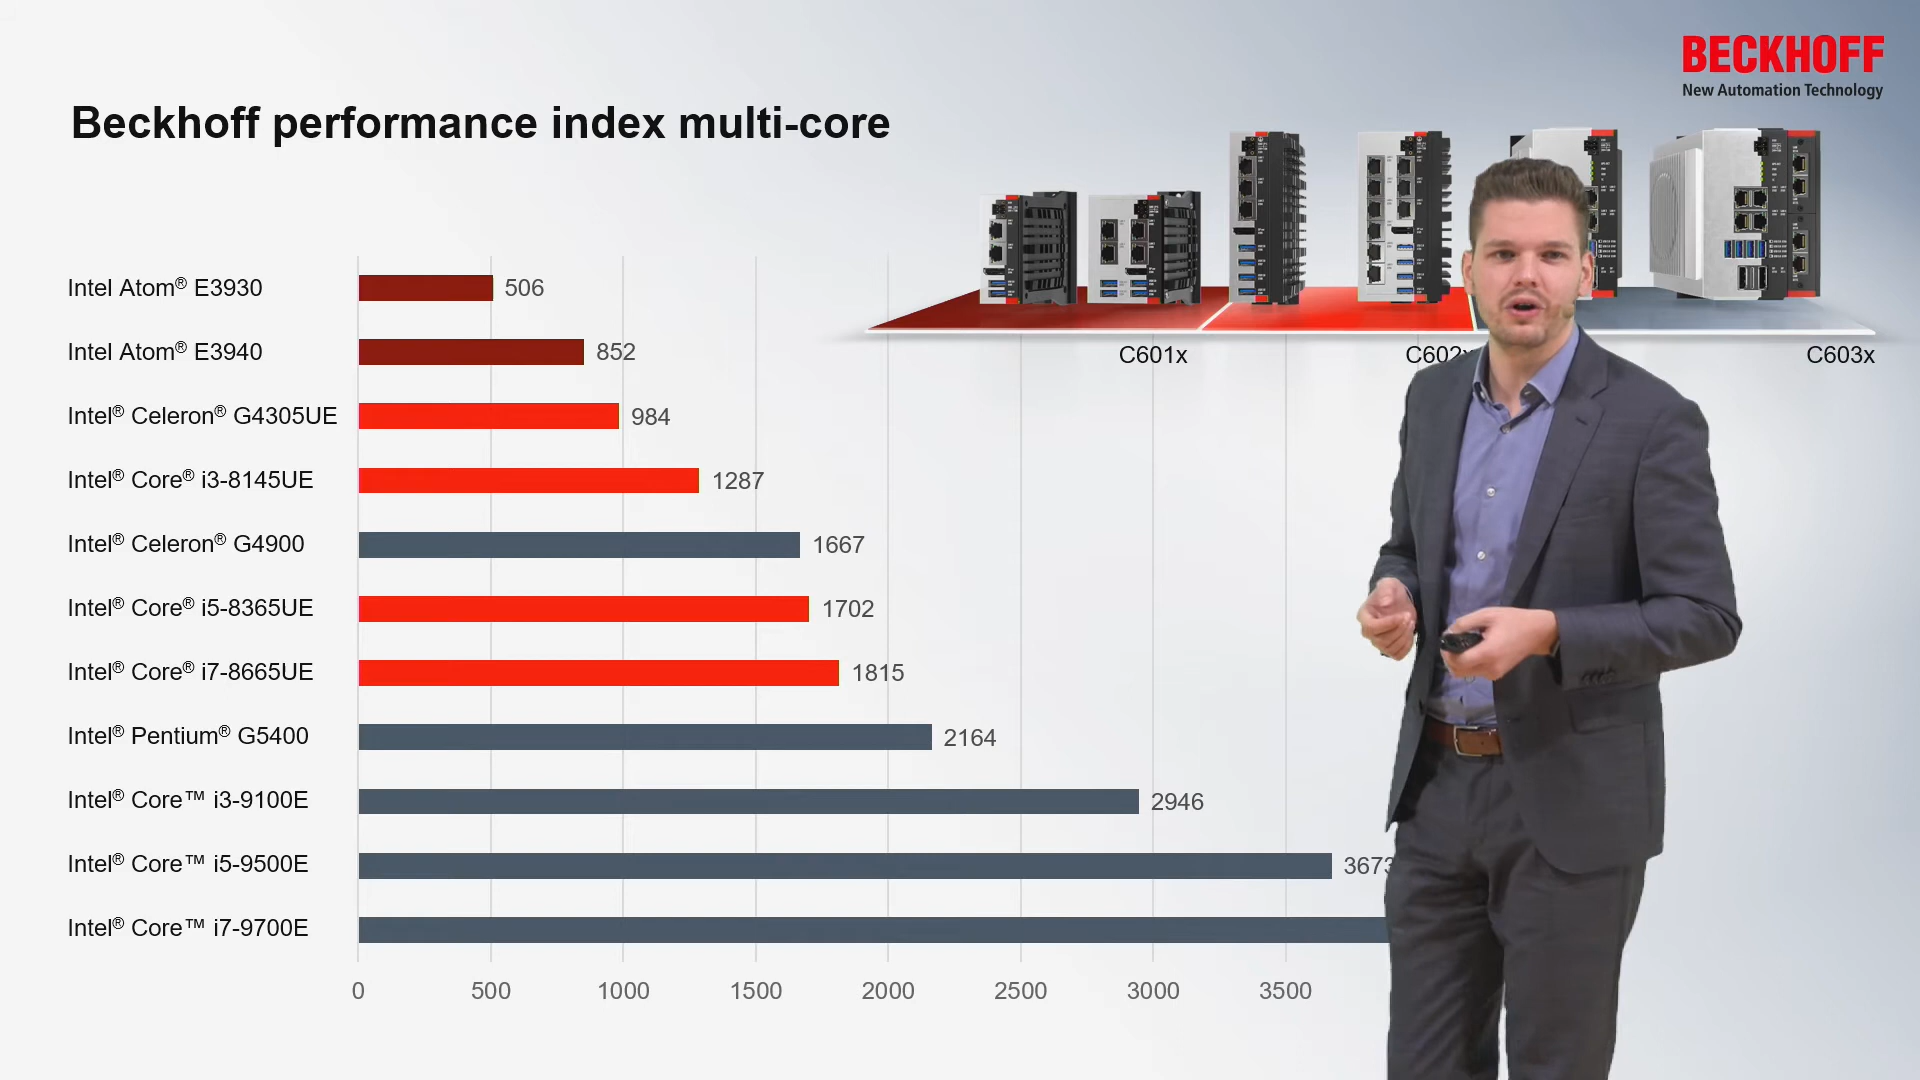 BECKHOFF
New Automation Technology
Beckhoff performance index multi-core
C601x
C602x
C603x
Intel Atom® E3930 506
Intel Atom® E3940 852
Intel® Celeron® G4305UE 984
Intel® Core® i3-8145UE 1287
Intel® Celeron® G4900 1667
Intel® Core® i5-8365UE 1702
Intel® Core® i7-8665UE 1815
Intel® Pentium® G5400 2164
Intel® Core™ i3-9100E 2946
Intel® Core™ i5-9500E 3673
Intel® Core™ i7-9700E
0 500 1000 1500 2000 2500 3000 3500